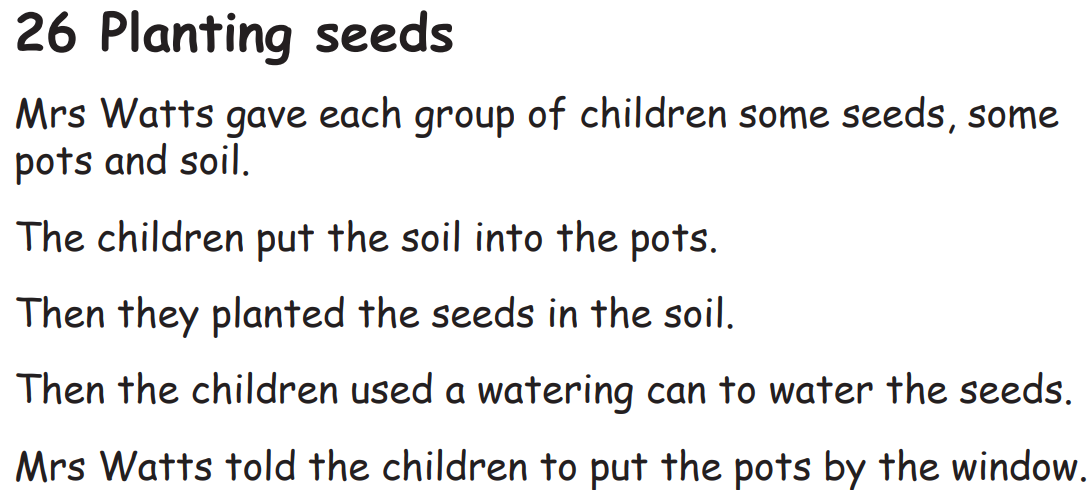 26 Planting seeds
Mrs Watts gave each group of children some seeds, some
pots and soil.
The children put the soil into the pots.
Then they planted the seeds in the soil.
Then the children used a watering can to water the seeds.
Mrs Watts told the children to put the pots by the window.